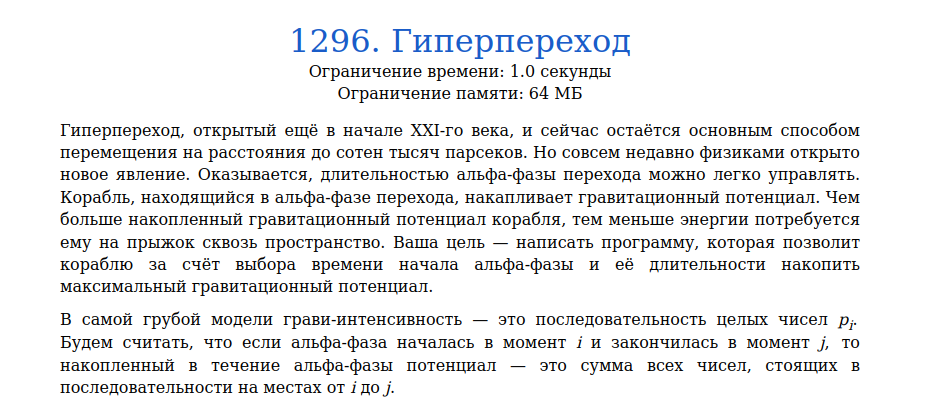 1296. Гиперпереход
Ограничение времени: 1.0 секунды
Ограничение памяти: 64 МБ
Гиперпереход, открытый ещё в начале XXI-го века, и сейчас остаётся основным способом
перемещения на расстояния до сотен тысяч парсеков. Но совсем недавно физиками открыто
новое явление. Оказывается, длительностью альфа-фазы перехода можно легко управлять.
Корабль, находящийся в альфа-фазе перехода, накапливает гравитационный потенциал. Чем
больше накопленный гравитационный потенциал корабля, тем меньше энергии потребуется
ему на прыжок сквозь пространство. Ваша цель — написать программу, которая позволит
кораблю за счёт выбора времени начала альфа-фазы и её длительности накопить
максимальный гравитационный потенциал.
В самой грубой модели грави-интенсивность — это последовательность целых чисел pi.
Будем считать, что если альфа-фаза началась в момент i и закончилась в момент j, то
накопленный в течение альфа-фазы потенциал — это сумма всех чисел, стоящих в
последовательности на местах от i до j.